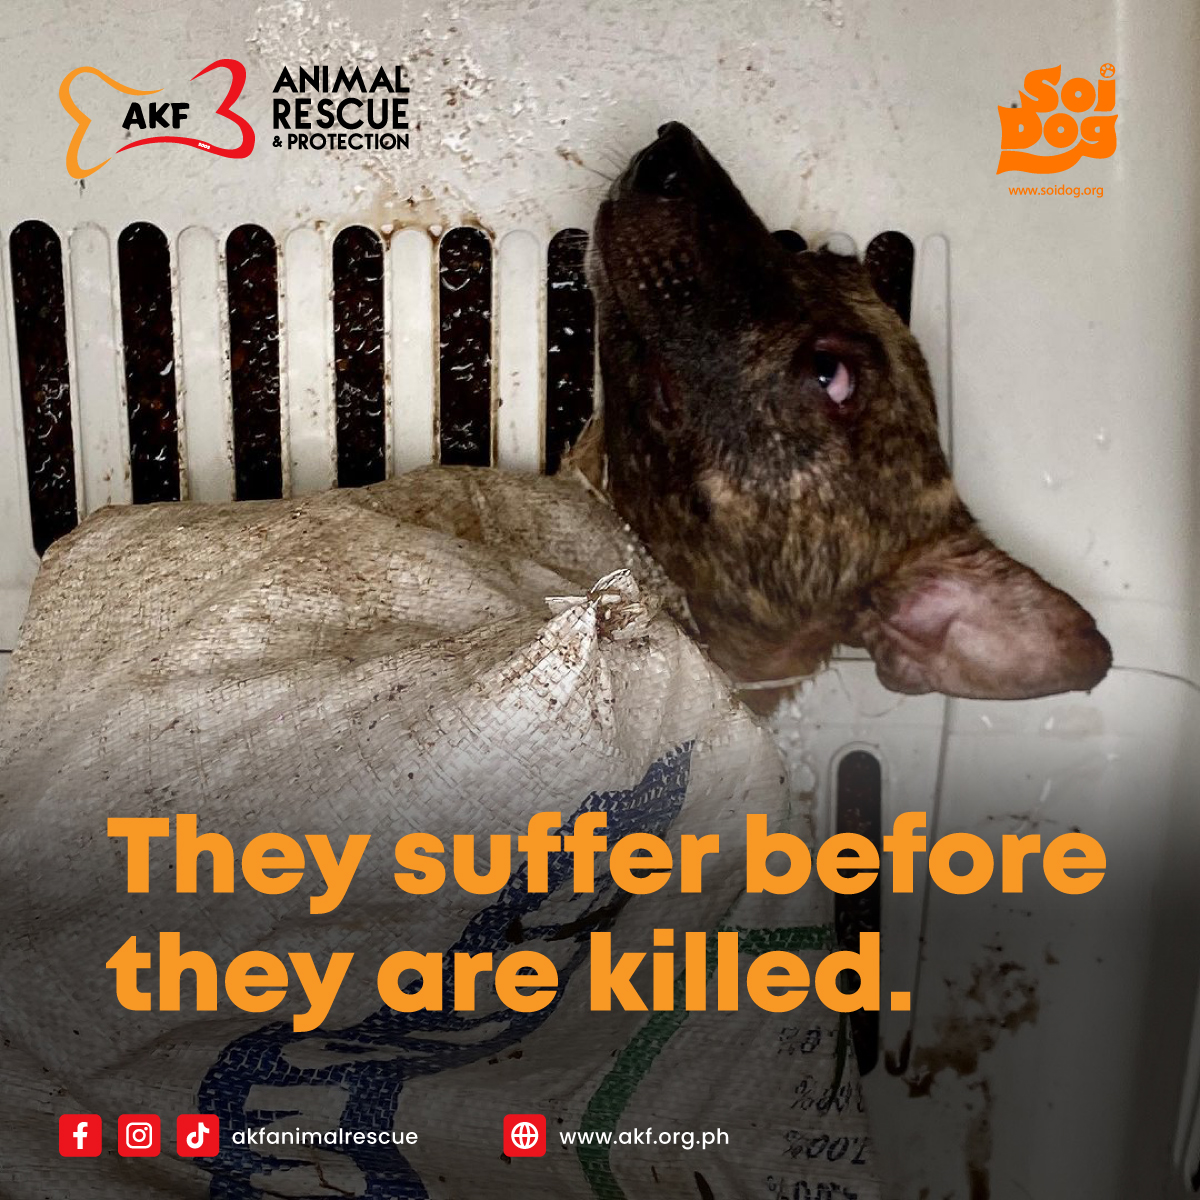 AKF
ANIMAL
RESCUE
& PROTECTION
Soi
Dog
www.soidog.org
They suffer before
they are killed.
akfanimalrescue
www.akf.org.ph